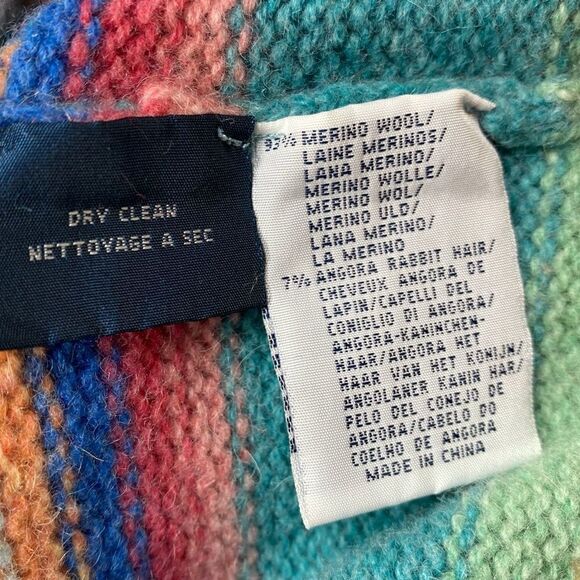 DRY CLEAN
NETTOYAGE A SEC
93% MERINO WOOL/
LAINE MERINOS/
LANA MERINO/
MERINO WOLLE/
MERINO WOL/
MERINO ULD/
LANA MERINO/
LA MERINO
7% ANGORA RABBIT HAIR/
CHEVEUX ANGORA DE
LAPIN/CAPELLI DEL
CONIGLIO DI ANGORA/
ANGORA-KANINCHEN-
HAAR/ANGORA HET
HAAR VAN HET KONIJN/
ANGOLANER KANIN HAR/
PELO DEL CONEJO DE
ANGORA/CABELO DO
COELHO DE ANGORA
MADE IN CHINA